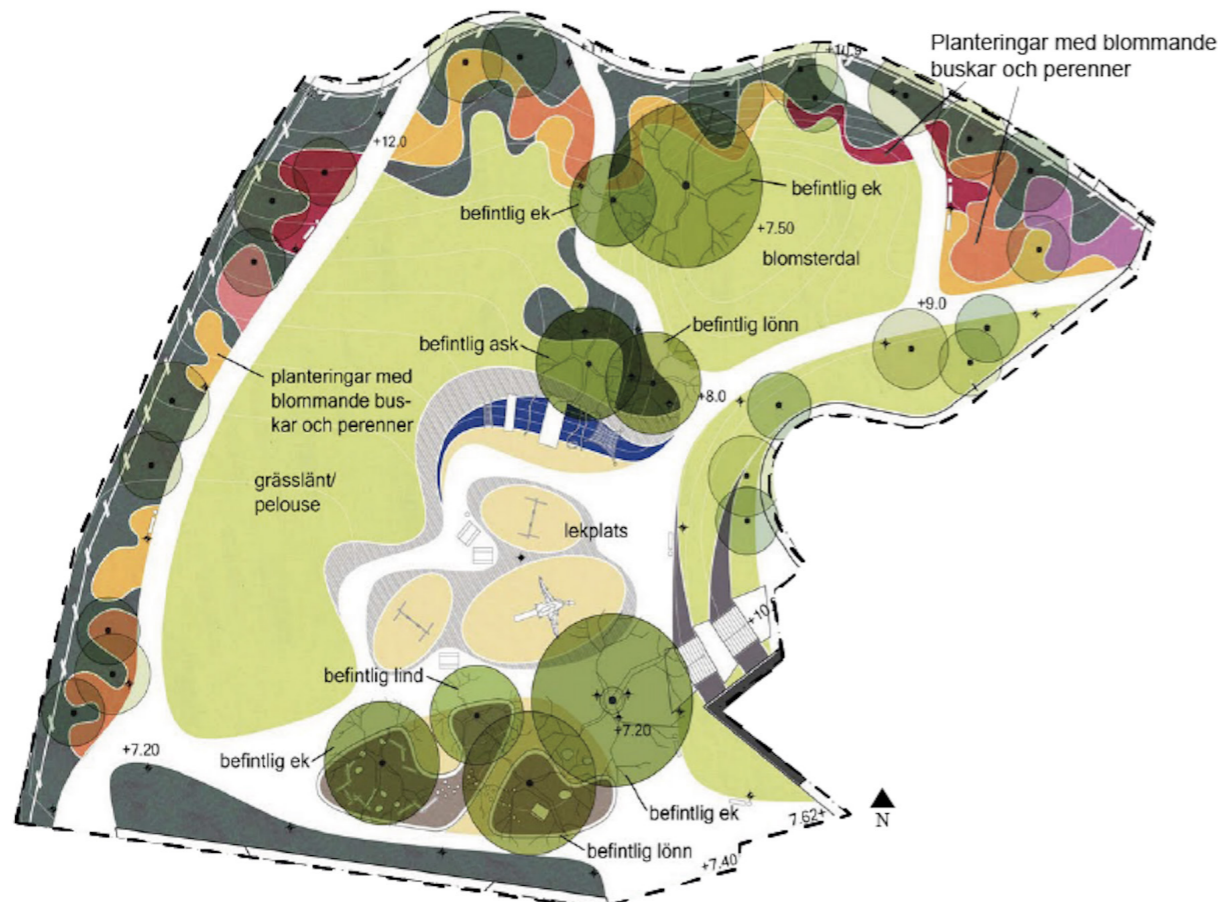 Planteringar med blommande
buskar och perenner
+10.9
+12.0
befintlig ek
befintlig ek
+7.50
blomsterdal
+9.0
befintlig lönn
befintlig ask
planteringar med
blommande bus-
kar och perenner
+8.0
grässlänt/
pelouse
lekplats
befintlig lind
+7.20
+7.20
befintlig ek
befintlig ek
befintlig lönn
N
7.62+
+7.40